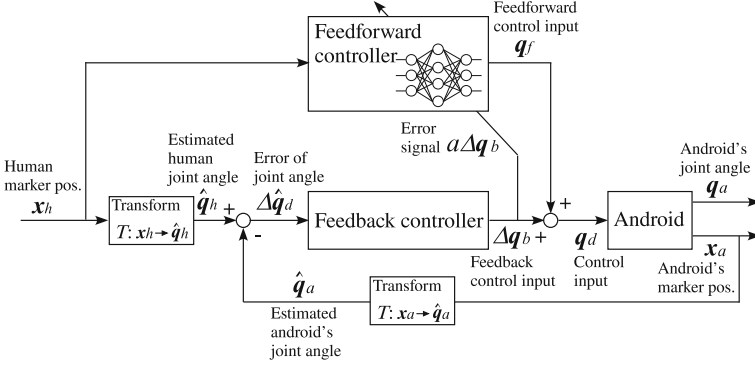 Feedforward
control input
q_f
Feedforward
controller
Error
signal aΔq_b
Human
marker pos.
x_h
Estimated
human
joint angle
q̂_h +
Error of
joint angle
Δq̂_d
Transform
T: x_h→q̂_h
-
Feedback controller
Δq_b +
Feedback
control input
+
q_d
Control
input
Android
Android's
joint angle
q_a
x_a
Android's
marker pos.
q̂_a
Estimated
android's
joint angle
Transform
T: x_a→q̂_a